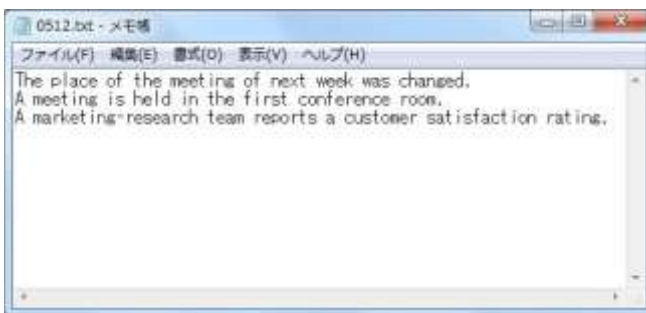 0512.txt - メモ帳
ファイル(F) 編集(E) 書式(O) 表示(V) ヘルプ(H)
The place of the meeting of next week was changed.
A meeting is held in the first conference room.
A marketing-research team reports a customer satisfaction rating.